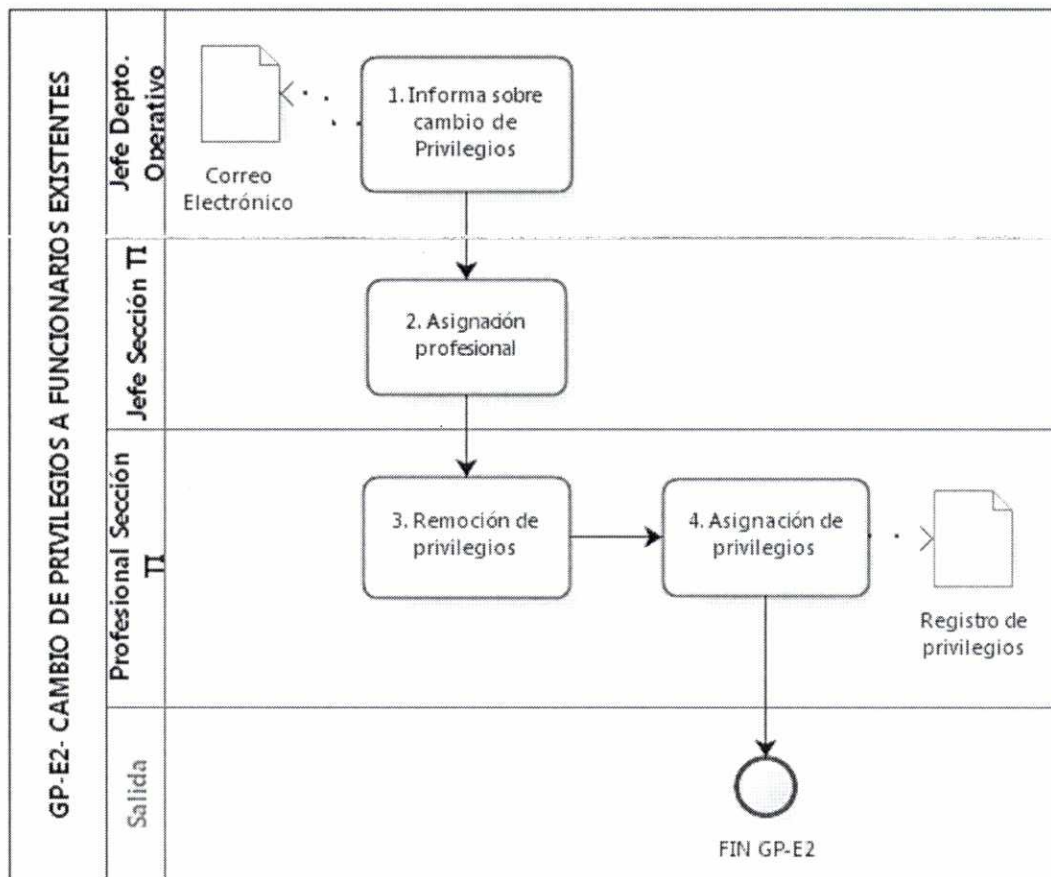 GP-E2- CAMBIO DE PRIVILEGIOS A FUNCIONARIOS EXISTENTES
Jefe Depto.
Operativo
Correo
Electrónico
1. Informa sobre
cambio de
Privilegios
Jefe Sección TI
2. Asignación
profesional
Profesional Sección
TI
3. Remoción de
privilegios
4. Asignación de
privilegios
Registro de
privilegios
Salida
FIN GP-E2